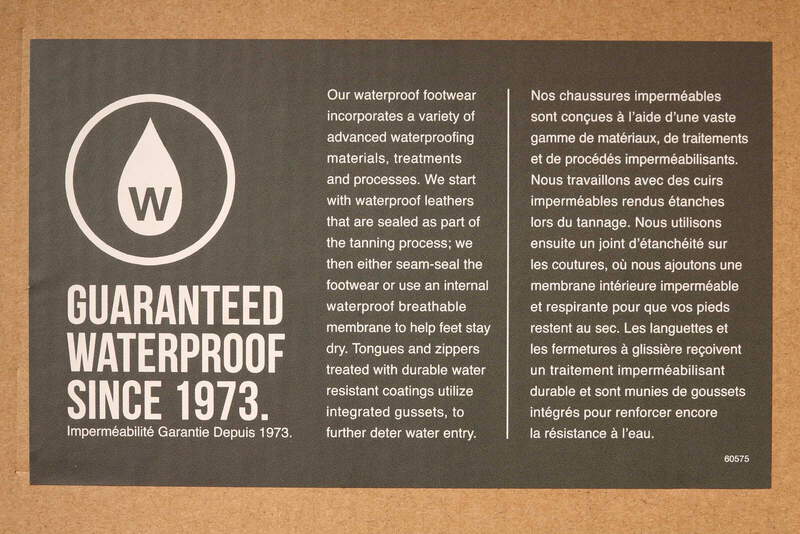 W
GUARANTEED
WATERPROOF
SINCE 1973.
Imperméabilité Garantie Depuis 1973.
Our waterproof footwear
incorporates a variety of
advanced waterproofing
materials, treatments
and processes. We start
with waterproof leathers
that are sealed as part of
the tanning process; we
then either seam-seal the
footwear or use an internal
waterproof breathable
membrane to help feet stay
dry. Tongues and zippers
treated with durable water
resistant coatings utilize
integrated gussets, to
further deter water entry.
Nos chaussures imperméables
sont conçues à l'aide d'une vaste
gamme de matériaux, de traitements
et de procédés imperméabilisants.
Nous travaillons avec des cuirs
imperméables rendus étanches
lors du tannage. Nous utilisons
ensuite un joint d'étanchéité sur
les coutures, où nous ajoutons une
membrane intérieure imperméable
et respirante pour que vos pieds
restent au sec. Les languettes et
les fermetures à glissière reçoivent
un traitement imperméabilisant
durable et sont munies de goussets
intégrés pour renforcer encore
la résistance à l'eau.
60575